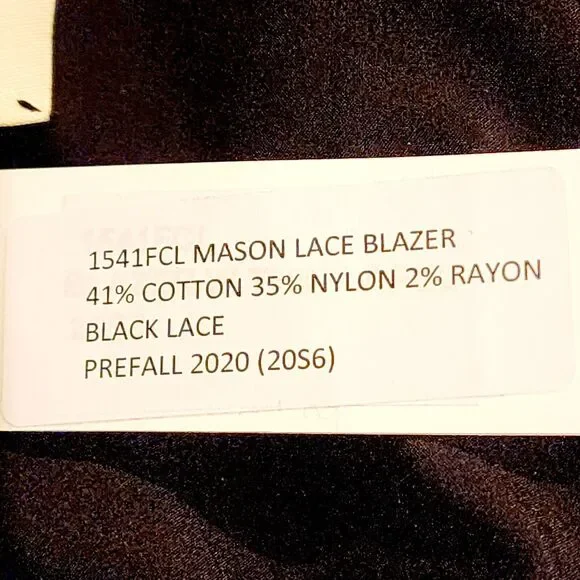 1541FCL MASON LACE BLAZER
41% COTTON 35% NYLON 2% RAYON
BLACK LACE
PREFALL 2020 (20S6)